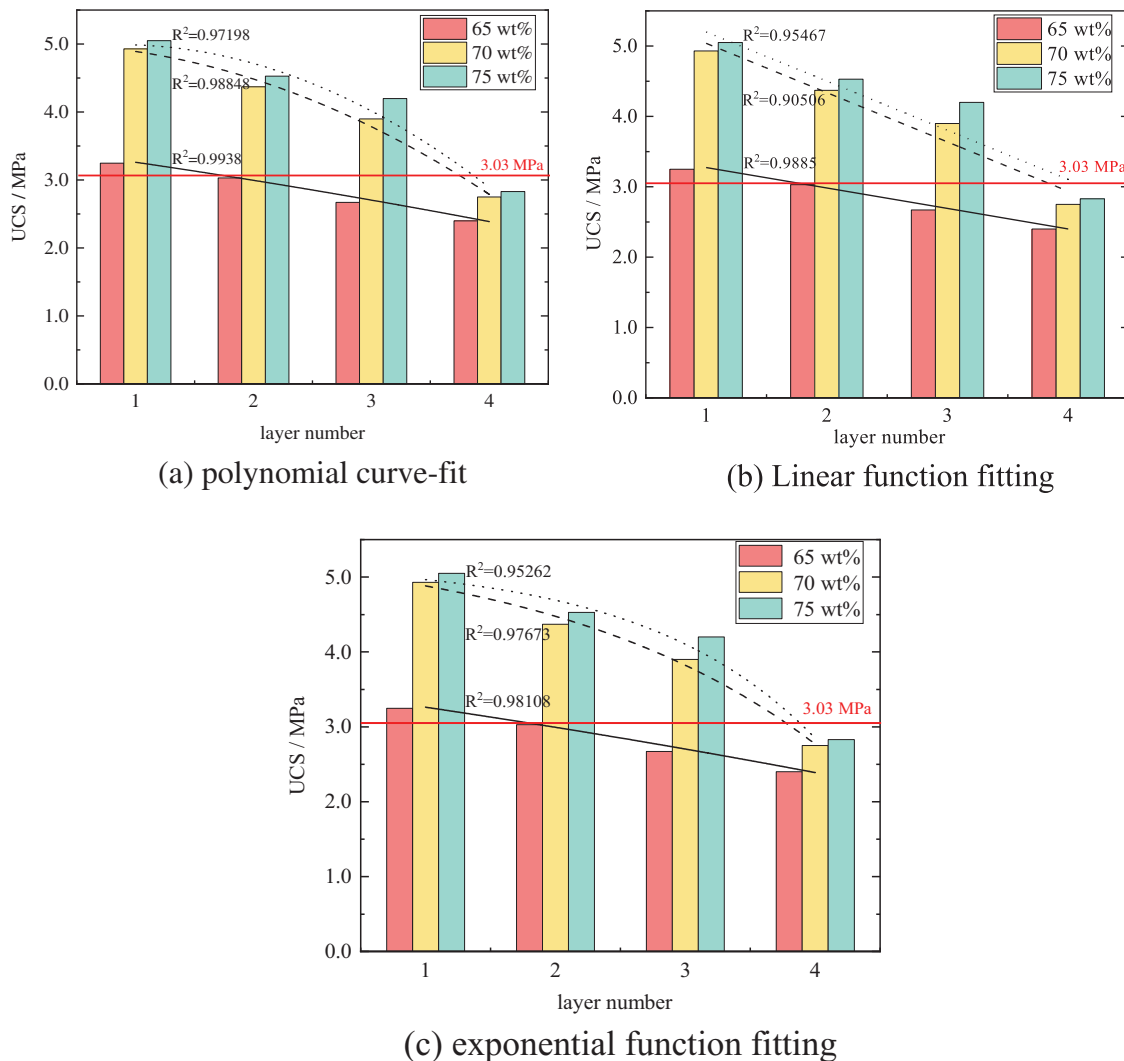 65 wt%
70 wt%
75 wt%
R²=0.97198
R²=0.98848
R²=0.9938
3.03 MPa
UCS / MPa
5.0
4.0
3.0
2.0
1.0
0.0
1 2 3 4
layer number
(a) polynomial curve-fit
65 wt%
70 wt%
75 wt%
R²=0.95467
R²=0.90506
R²=0.9885
3.03 MPa
UCS / MPa
5.0
4.0
3.0
2.0
1.0
0.0
1 2 3 4
layer number
(b) Linear function fitting
65 wt%
70 wt%
75 wt%
R²=0.95262
R²=0.97673
R²=0.98108
3.03 MPa
UCS / MPa
5.0
4.0
3.0
2.0
1.0
0.0
1 2 3 4
layer number
(c) exponential function fitting